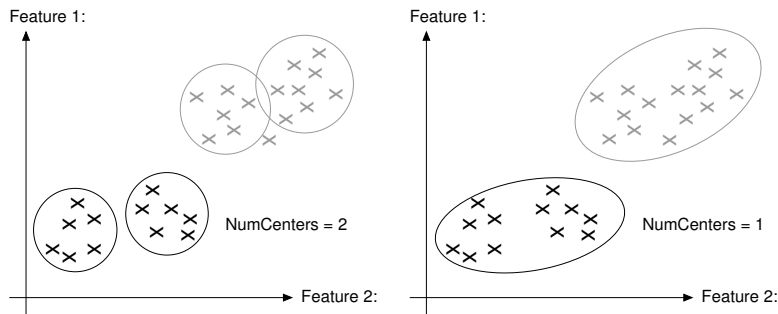 Feature 1:
NumCenters = 2
Feature 2:
Feature 1:
NumCenters = 1
Feature 2: